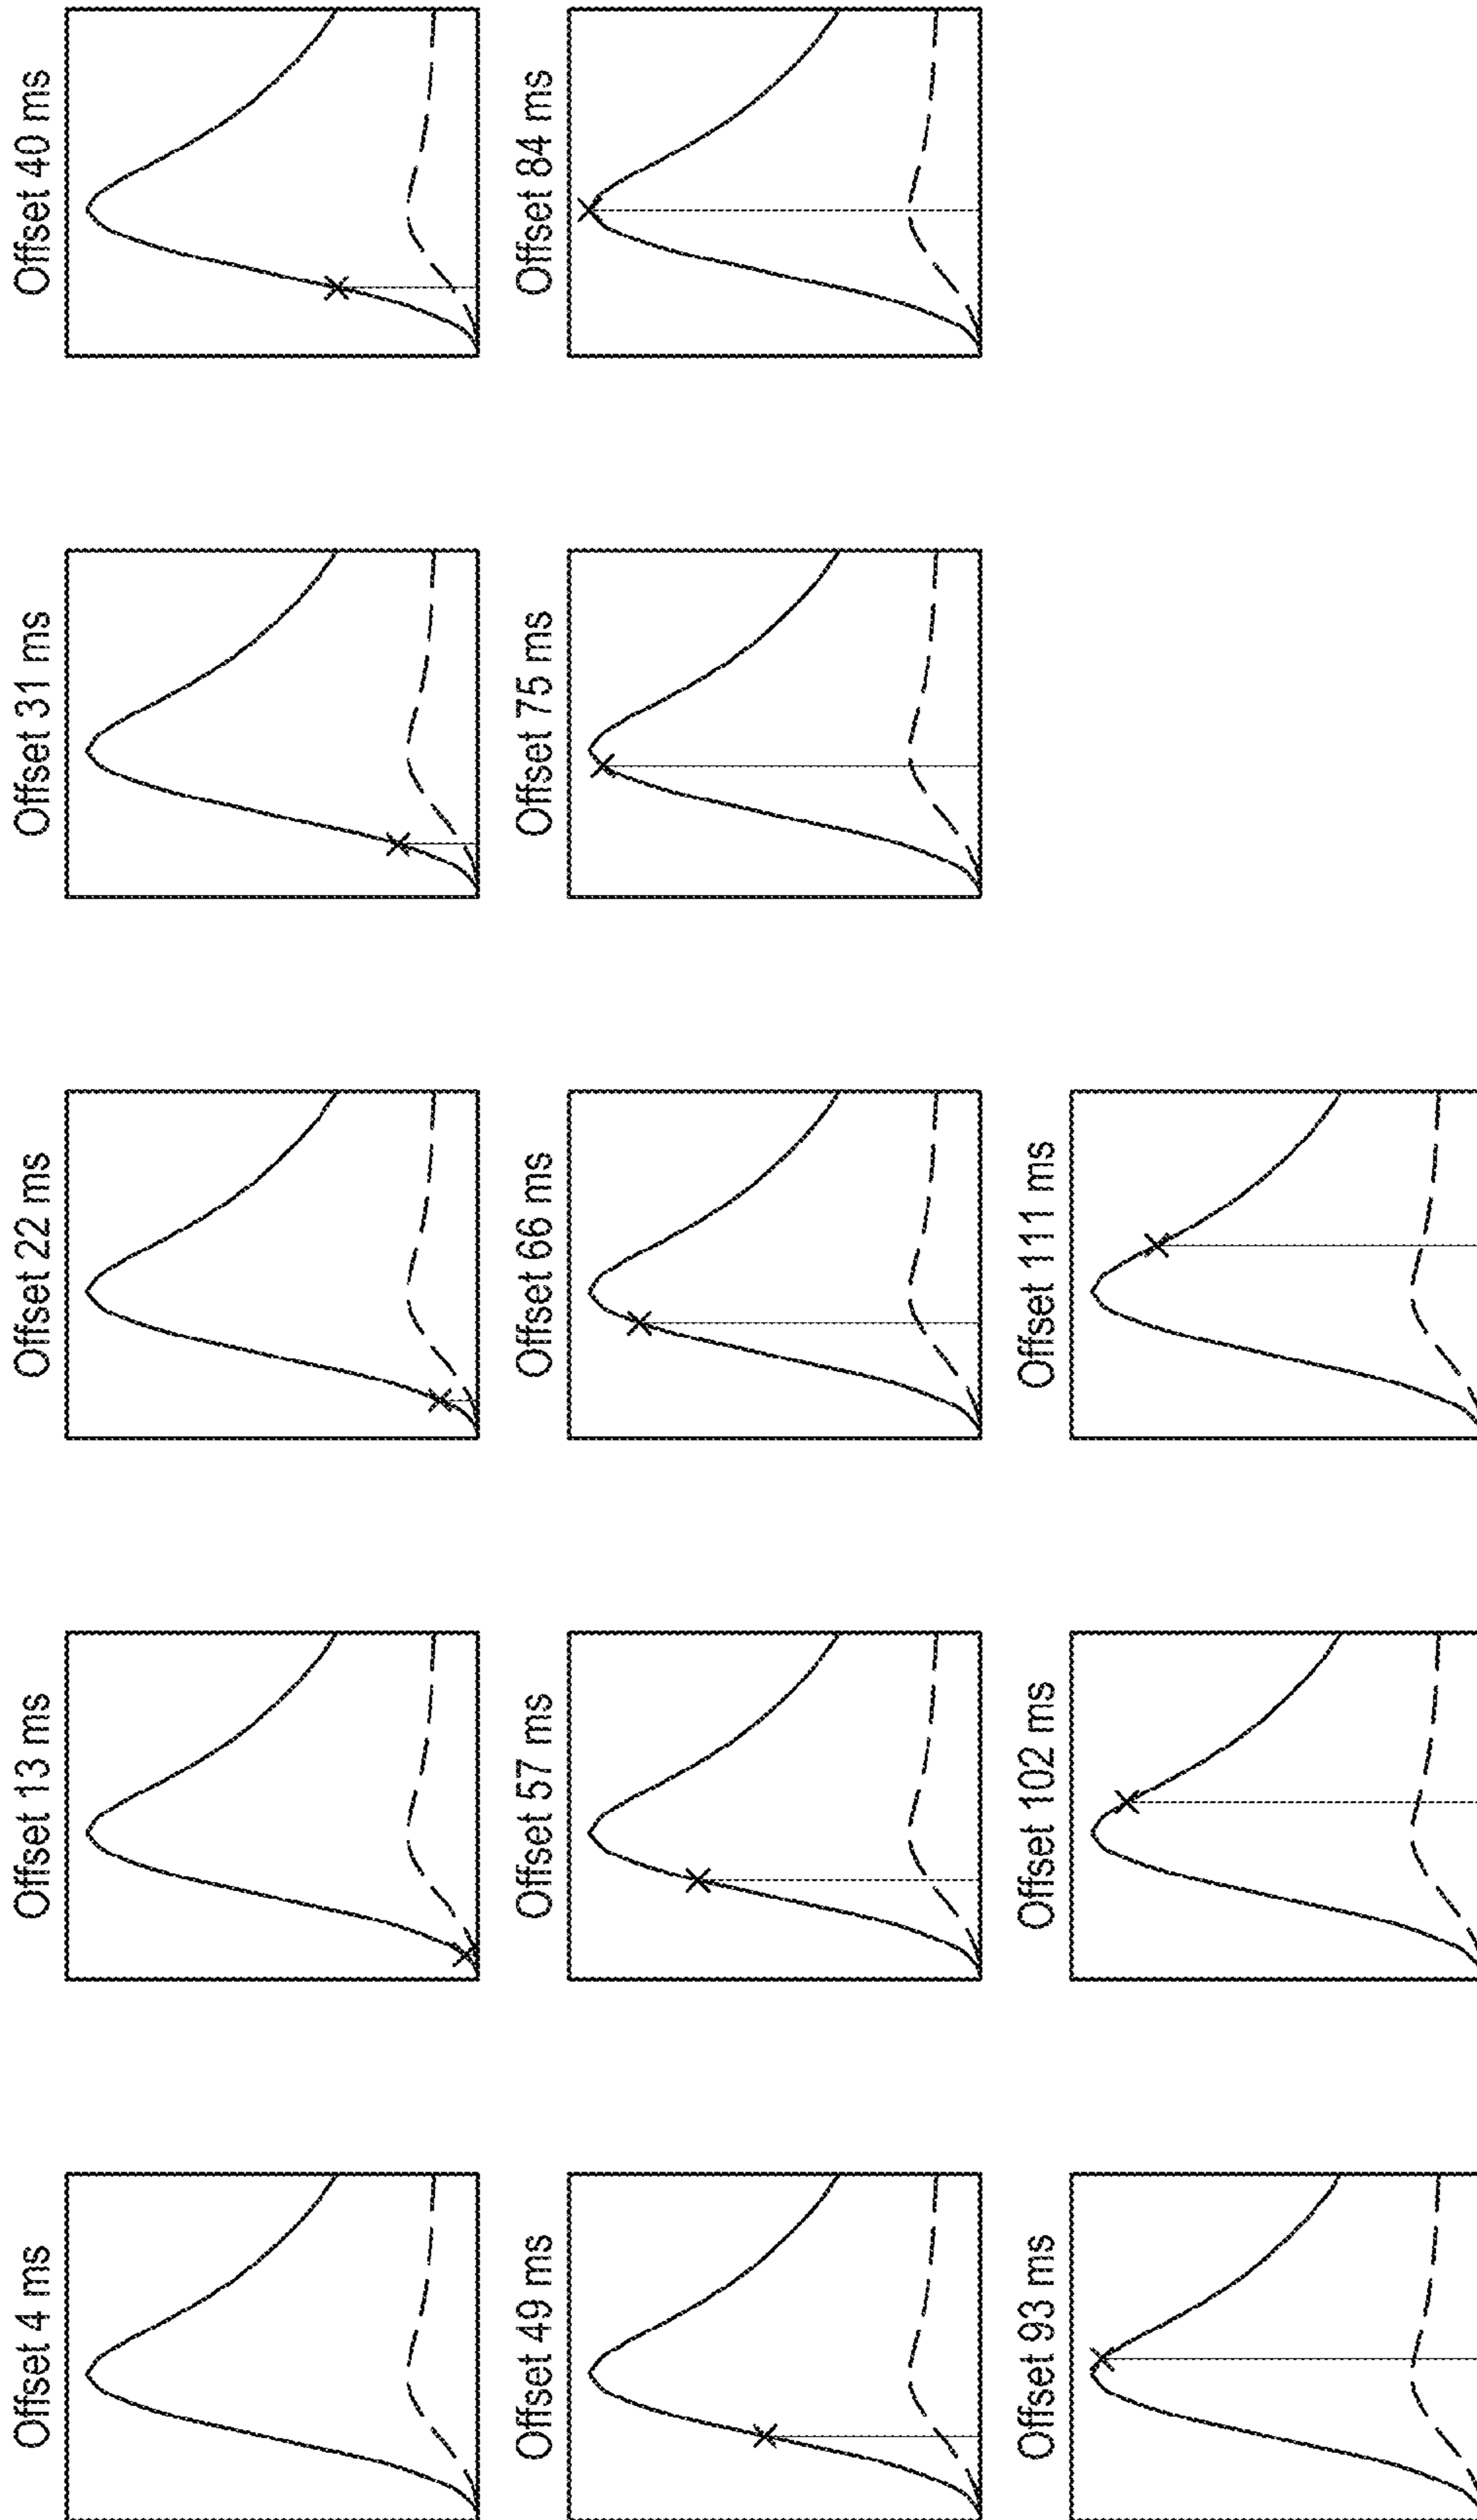 Offset 4 ms
Offset 13 ms
Offset 22 ms
Offset 31 ms
Offset 40 ms
Offset 49 ms
Offset 57 ms
Offset 66 ms
Offset 75 ms
Offset 84 ms
Offset 93 ms
Offset 102 ms
Offset 111 ms